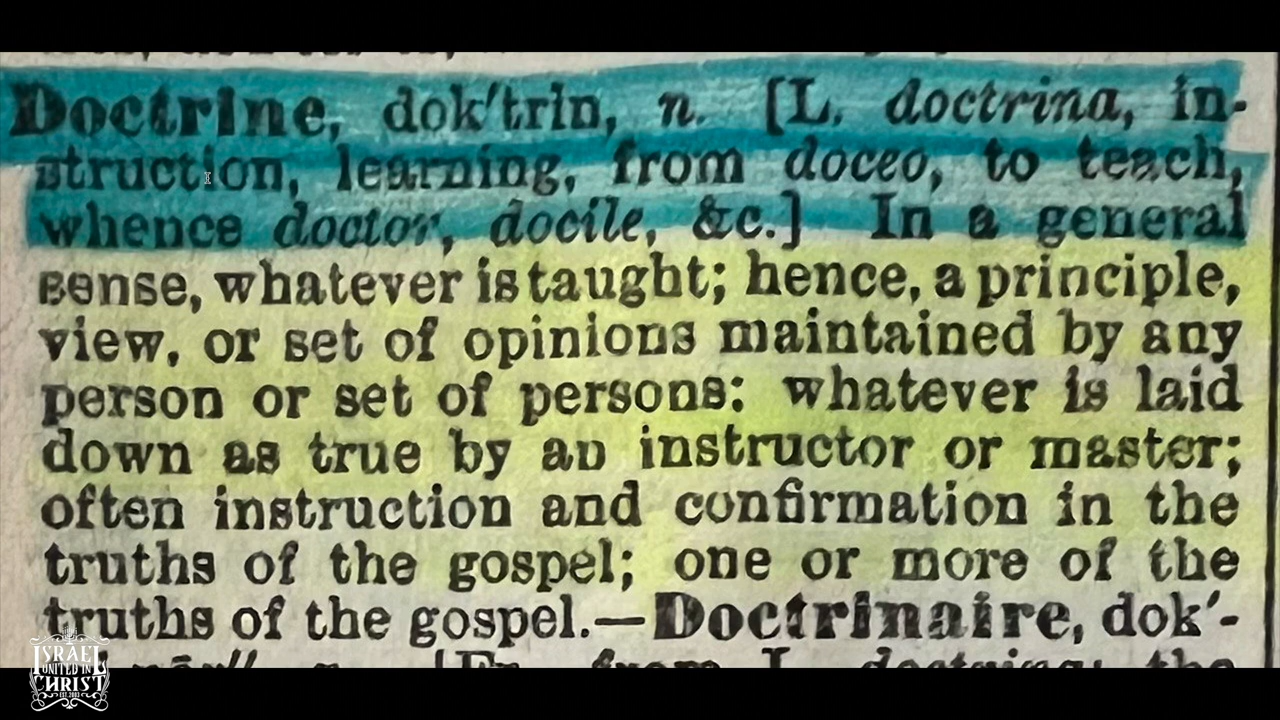 Doctrine, dok′trin, n. [L. doctrina, in-
struction, learning, from doceo, to teach,
whence doctor, docile, &c.] In a general
sense, whatever is taught; hence, a principle,
view, or set of opinions maintained by any
person or set of persons: whatever is laid
down as true by an instructor or master;
often instruction and confirmation in the
truths of the gospel; one or more of the
truths of the gospel.—Doctrinaire, dok′-
ISRAEL
UNITED IN
CHRIST
EST. 2003